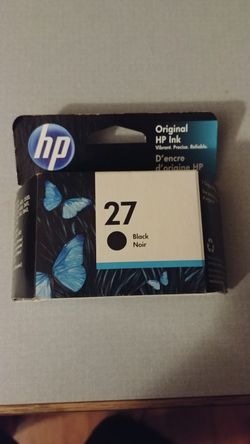 hp
Original
HP Ink
Vibrant. Precise. Reliable.
D'encre
d'origine HP
27
Black
Noir